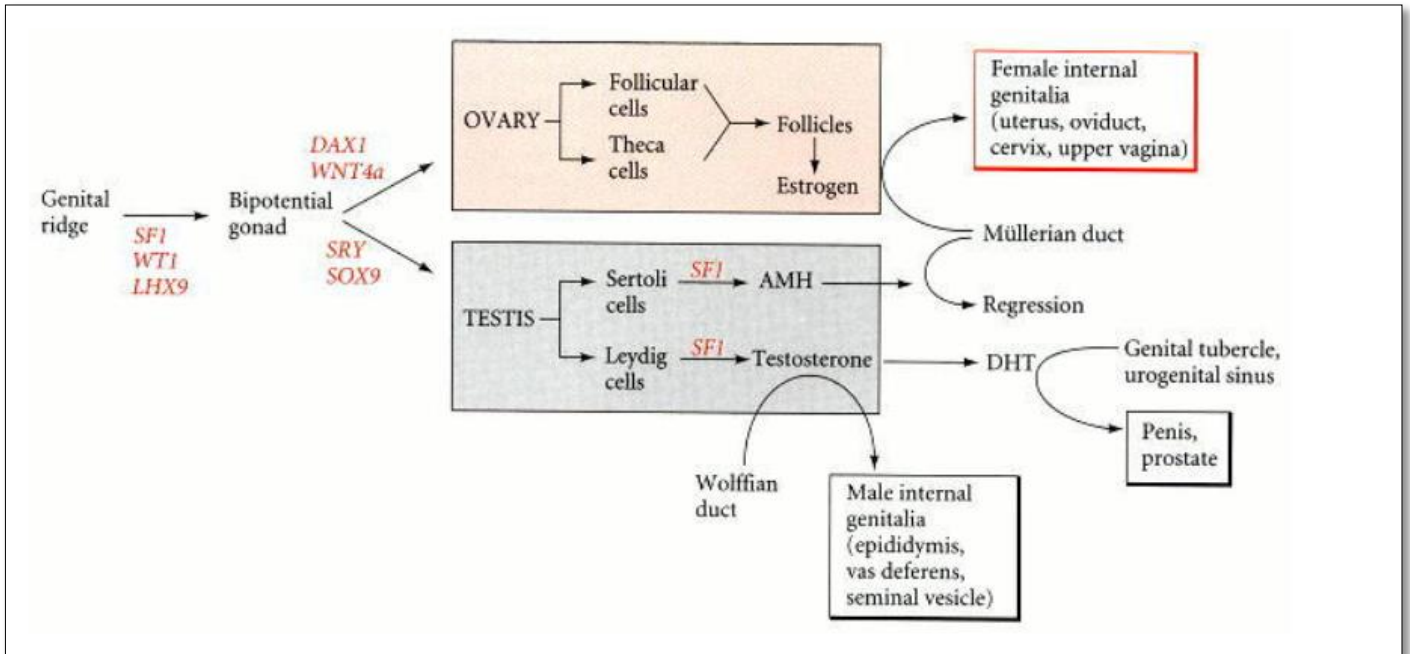 Genital
ridge
SF1
WT1
LHX9
Bipotential
gonad
DAX1
WNT4a
SRY
SOX9
OVARY
Follicular
cells
Theca
cells
Follicles
Estrogen
Female internal
genitalia
(uterus, oviduct,
cervix, upper vagina)
Müllerian duct
Regression
TESTIS
Sertoli
cells
SF1
AMH
Leydig
cells
SF1
Testosterone
DHT
Genital tubercle,
urogenital sinus
Penis,
prostate
Wolffian
duct
Male internal
genitalia
(epididymis,
vas deferens,
seminal vesicle)